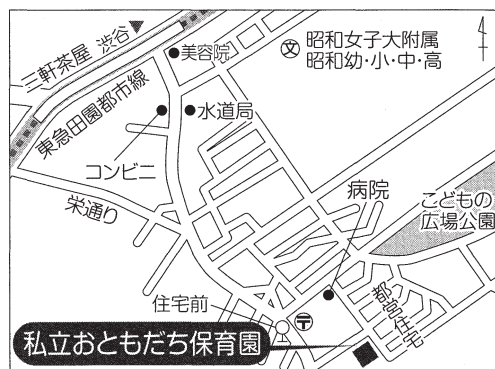 三軒茶屋
渋谷
美容院
文
昭和女子大附属
昭和幼・小・中・高
東急田園都市線
水道局
コンビニ
栄通り
病院
こどもの
広場公園
都営住宅
住宅前
〒
私立おともだち保育園